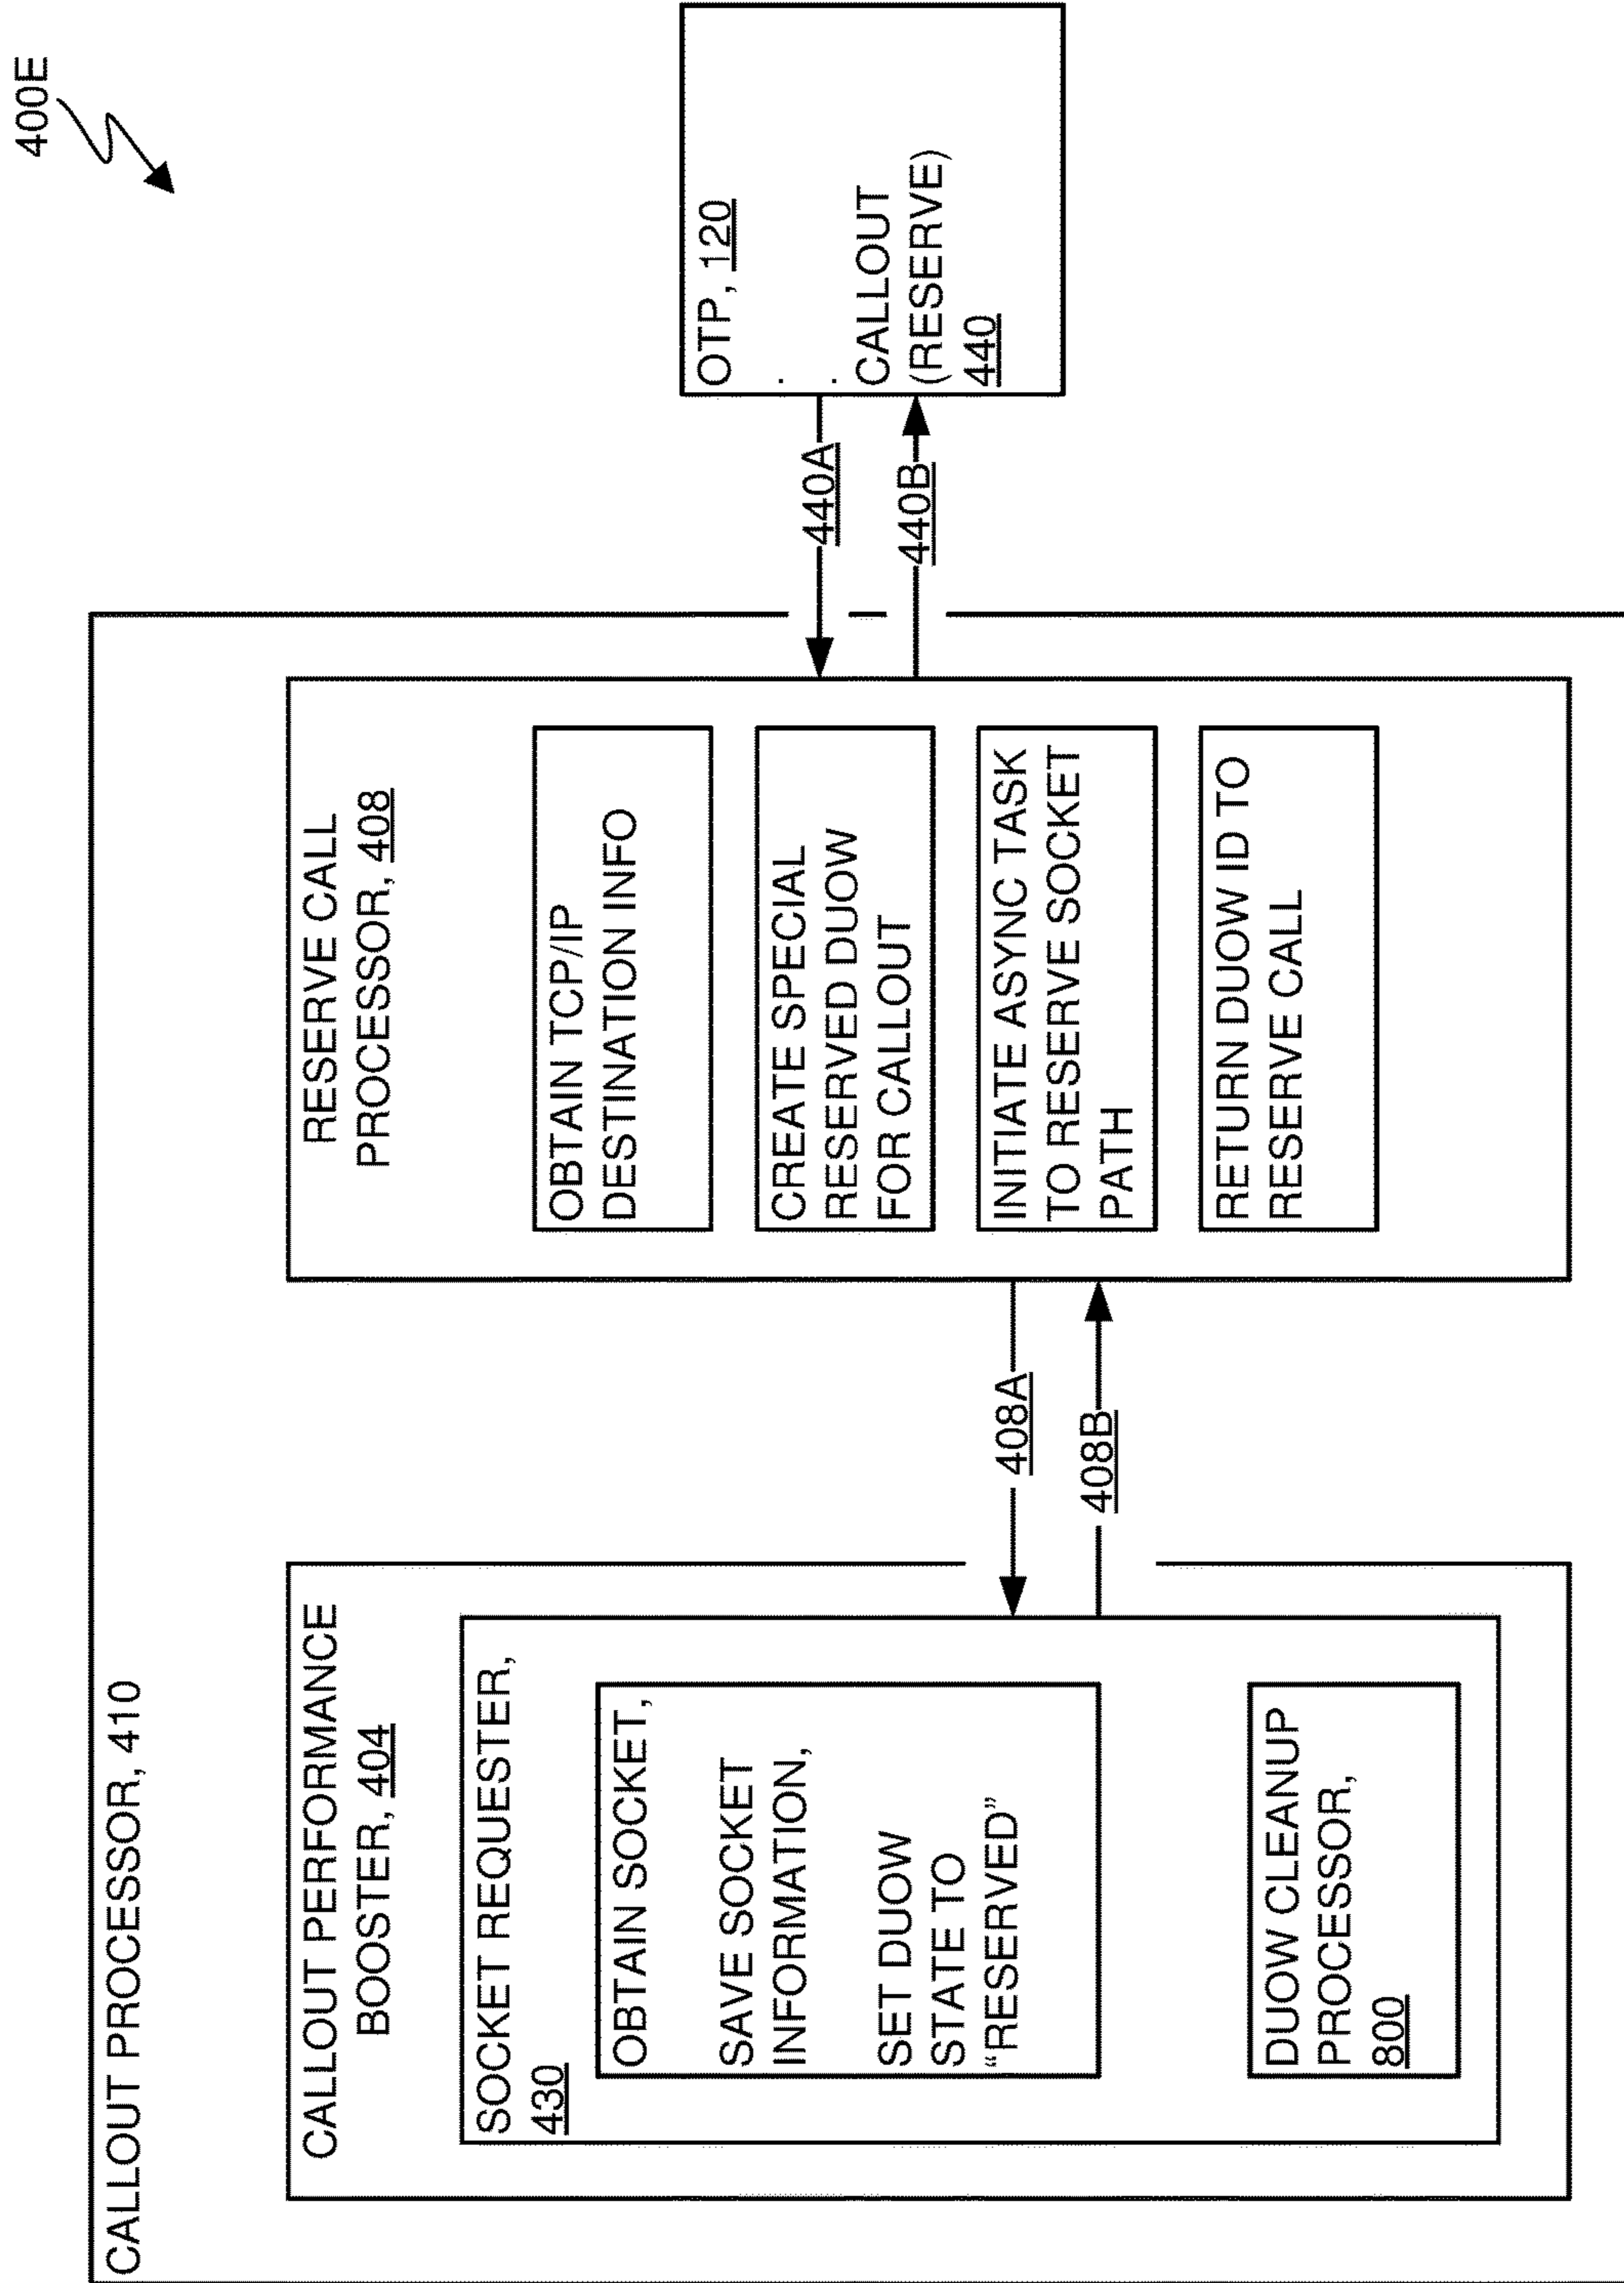 400E
CALLOUT PROCESSOR, 410
CALLOUT PERFORMANCE
BOOSTER, 404
SOCKET REQUESTER,
430
OBTAIN SOCKET,
SAVE SOCKET
INFORMATION,
SET DUOW
STATE TO
“RESERVED”
DUOW CLEANUP
PROCESSOR,
800
408A
408B
RESERVE CALL
PROCESSOR, 408
OBTAIN TCP/IP
DESTINATION INFO
CREATE SPECIAL
RESERVED DUOW
FOR CALLOUT
INITIATE ASYNC TASK
TO RESERVE SOCKET
PATH
RETURN DUOW ID TO
RESERVE CALL
440A
440B
OTP, 120
.
.
CALLOUT
(RESERVE)
440